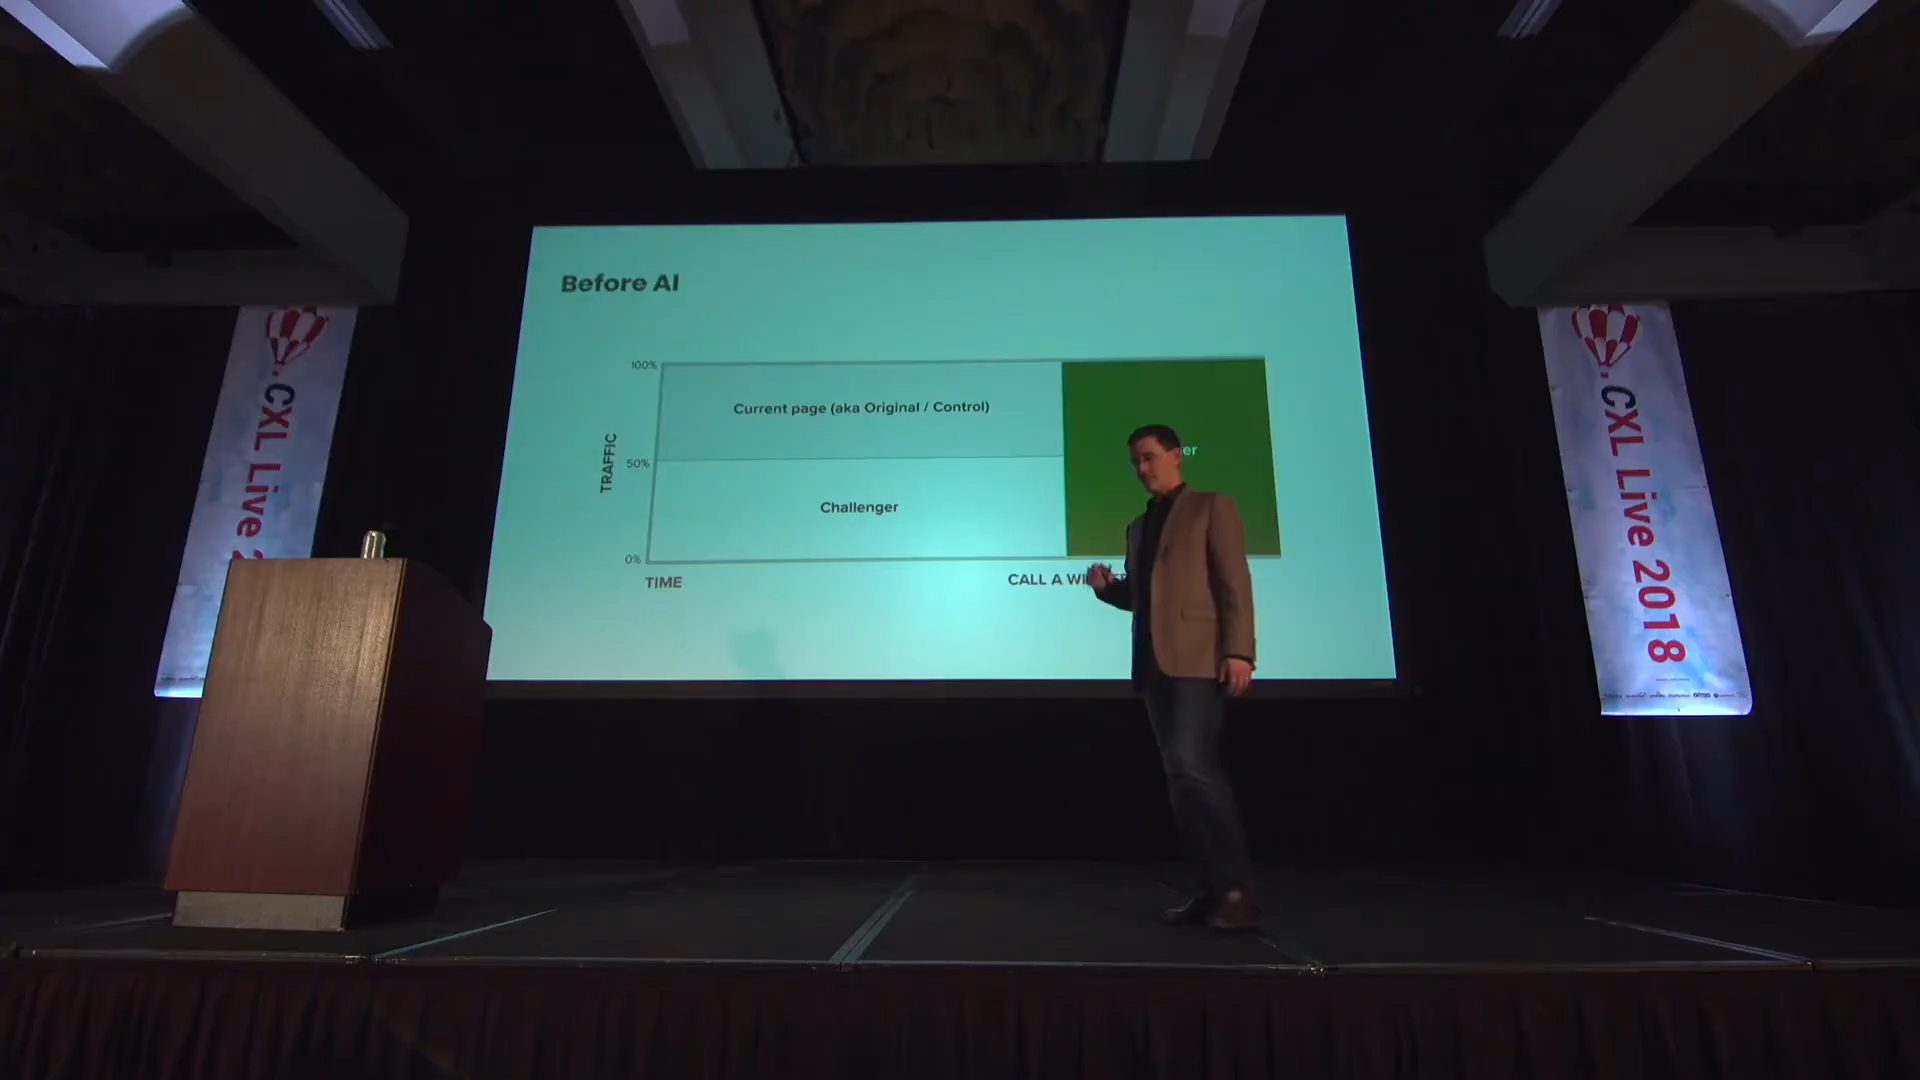 Before AI
100%
Current page (aka Original / Control)
TRAFFIC
50%
Challenger
0%
TIME
CALL A
CXL Live 2
CXL Live 2018